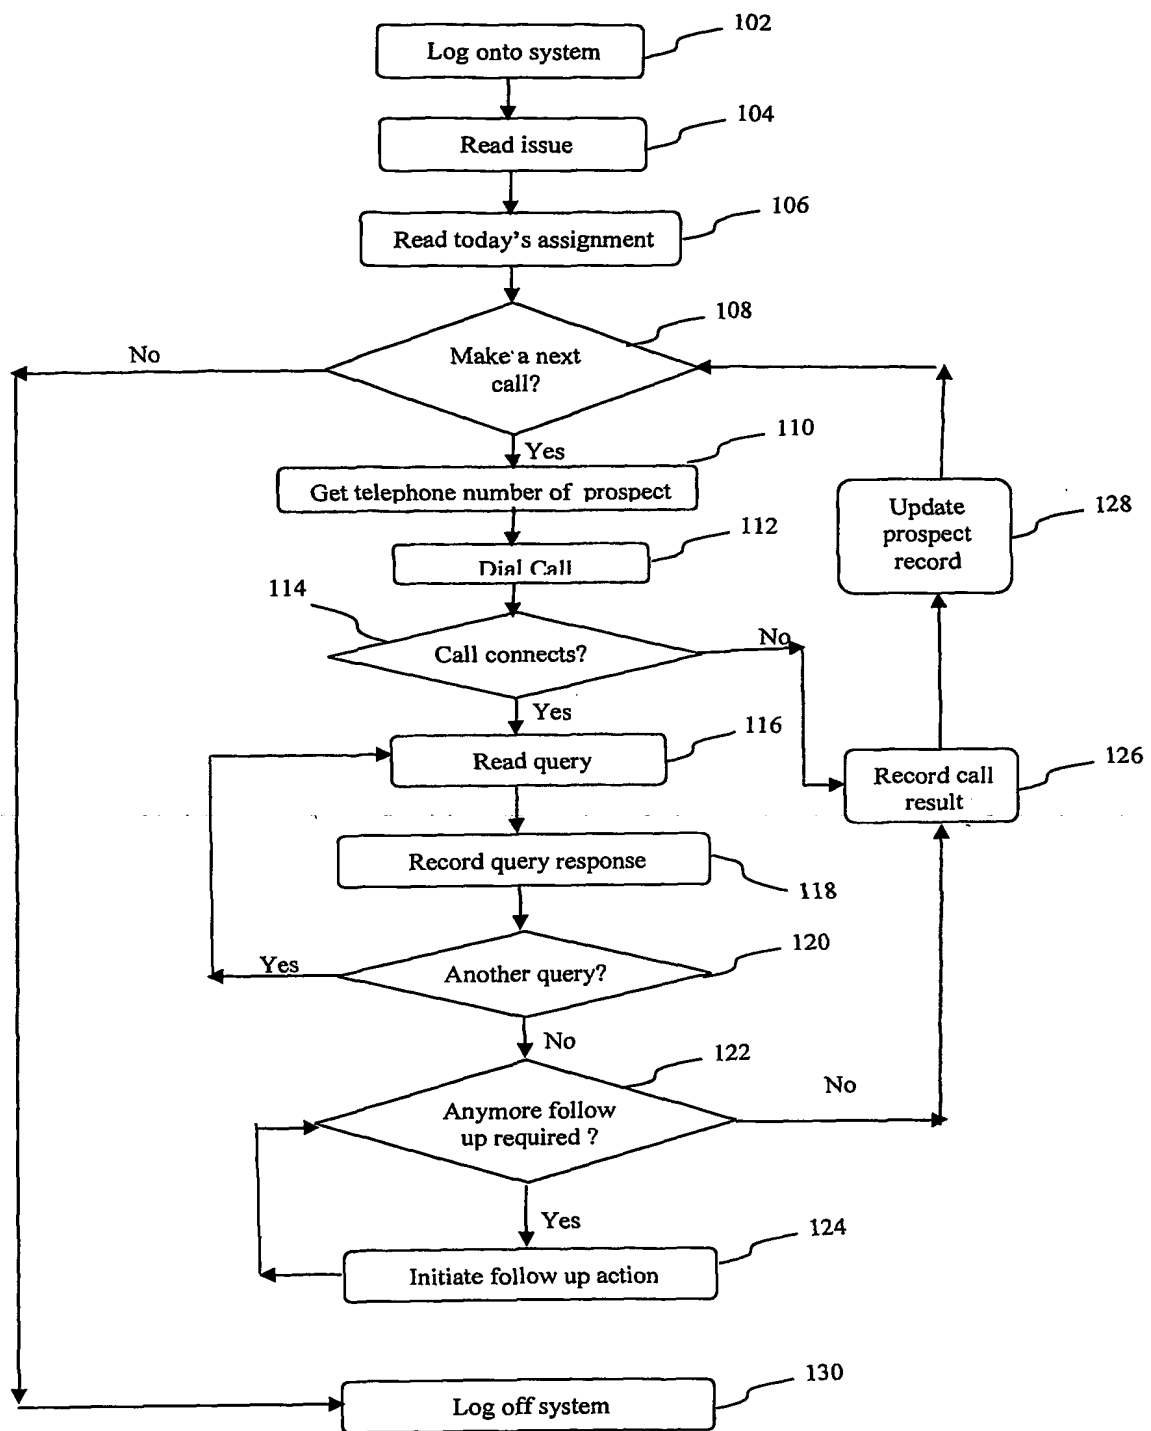 102
Log onto system
104
Read issue
106
Read today's assignment
108
No
Make a next
call?
110
Yes
Get telephone number of prospect
Update
prospect
record
128
112
Dial Call
114
No
Call connects?
Yes
116
Read query
Record call
result
126
Record query response
118
120
Yes
Another query?
No
122
No
Anymore follow
up required ?
Yes
124
Initiate follow up action
130
Log off system